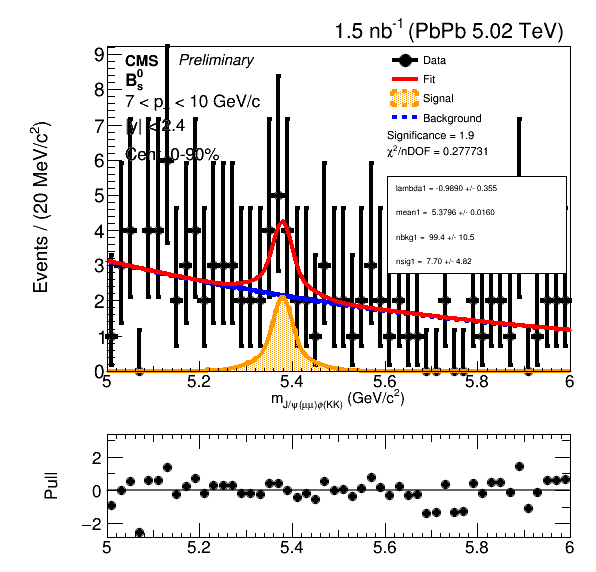 1.5 nb⁻¹ (PbPb 5.02 TeV)
CMS Preliminary
B⁰ₛ
7 < p < 10 GeV/c
|y| < 2.4
Cent. 0-90%
Data
Fit
Signal
Background
Significance = 1.9
χ²/nDOF = 0.277731
lambda1 = -0.9890 +/- 0.355
mean1 = 5.3796 +/- 0.0160
nbkg1 = 99.4 +/- 10.5
nsig1 = 7.70 +/- 4.82
Events / (20 MeV/c²)
9
8
7
6
5
4
3
2
1
0
5 5.2 5.4 5.6 5.8 6
m_J/ψ(μμ)φ(KK) (GeV/c²)
Pull
2
0
−2
5 5.2 5.4 5.6 5.8 6